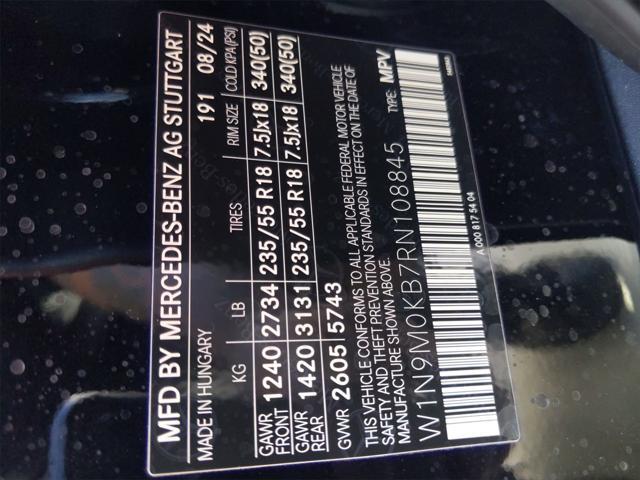 MFD BY MERCEDES-BENZ AG STUTTGART
MADE IN HUNGARY 191 08/24
KG LB TIRES RIM SIZE COLD KPA(PSI)
GAWR FRONT 1240 2734 235/55 R18 7.5Jx18 340(50)
GAWR REAR 1420 3131 235/55 R18 7.5Jx18 340(50)
GVWR 2605 5743
THIS VEHICLE CONFORMS TO ALL APPLICABLE FEDERAL MOTOR VEHICLE
SAFETY AND THEFT PREVENTION STANDARDS IN EFFECT ON THE DATE OF
MANUFACTURE SHOWN ABOVE.
TYPE: MPV
W1N9M0KB7RN108845
A 000 817 54 04